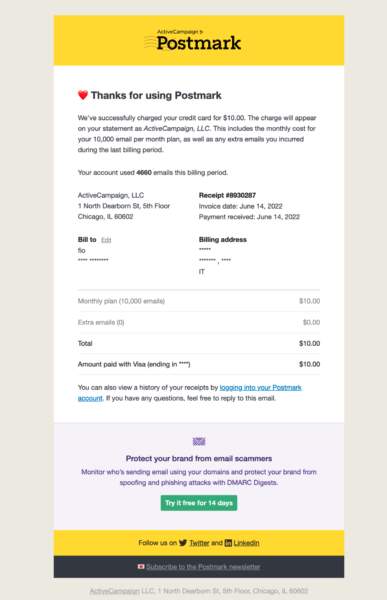 ActiveCampaign >
Postmark
Thanks for using Postmark
We've successfully charged your credit card for $10.00. The charge will appear
on your statement as ActiveCampaign, LLC. This includes the monthly cost for
your 10,000 email per month plan, as well as any extra emails you incurred
during the last billing period.
Your account used 4660 emails this billing period.
ActiveCampaign, LLC
1 North Dearborn St, 5th Floor
Chicago, IL 60602
Receipt #8930287
Invoice date: June 14, 2022
Payment received: June 14, 2022
Bill to Edit
fio
**** ********
Billing address
*****
******* , ****
IT
Monthly plan (10,000 emails) $10.00
Extra emails (0) $0.00
Total $10.00
Amount paid with Visa (ending in ****) $10.00
You can also view a history of your receipts by logging into your Postmark
account. If you have any questions, feel free to reply to this email.
Protect your brand from email scammers
Monitor who's sending email using your domains and protect your brand from
spoofing and phishing attacks with DMARC Digests.
Try it free for 14 days
Follow us on Twitter and LinkedIn
Subscribe to the Postmark newsletter
ActiveCampaign LLC, 1 North Dearborn St, 5th Floor, Chicago, IL 60602